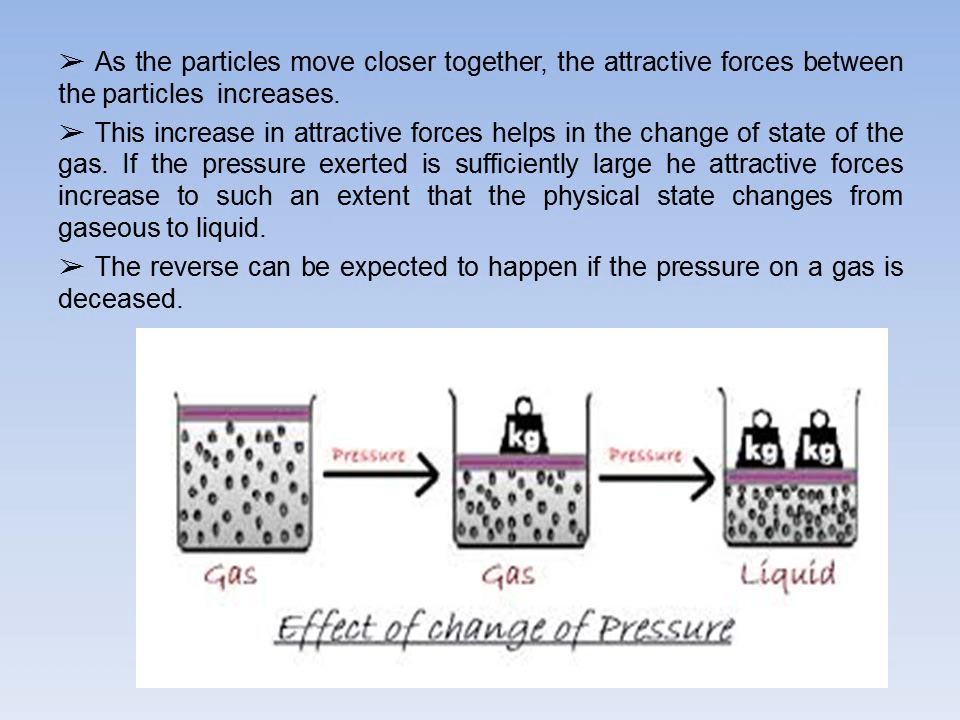 ➢ As the particles move closer together, the attractive forces between
the particles increases.
➢ This increase in attractive forces helps in the change of state of the
gas. If the pressure exerted is sufficiently large he attractive forces
increase to such an extent that the physical state changes from
gaseous to liquid.
➢ The reverse can be expected to happen if the pressure on a gas is
deceased.
kg
kg kg
Pressure
Pressure
Gas
Gas
Liquid
Effect of change of Pressure